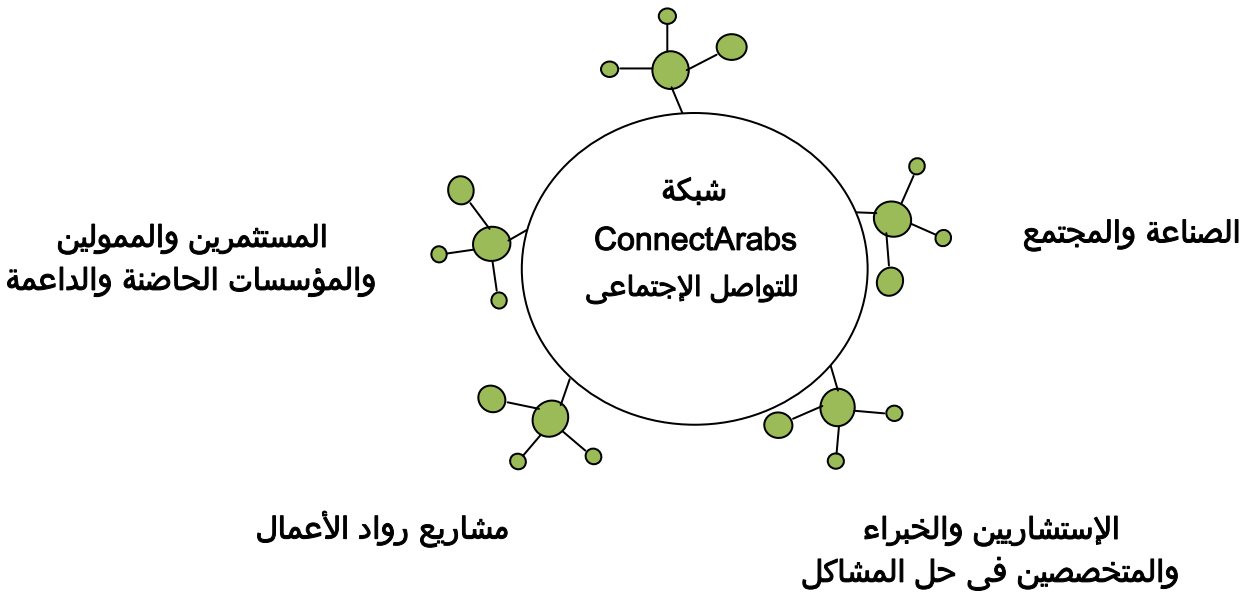 شبكة
ConnectArabs
للتواصل الإجتماعى
الصناعة والمجتمع
المستثمرين والممولين
والمؤسسات الحاضنة والداعمة
الإستشاريين والخبراء
والمتخصصين فى حل المشاكل
مشاريع رواد الأعمال